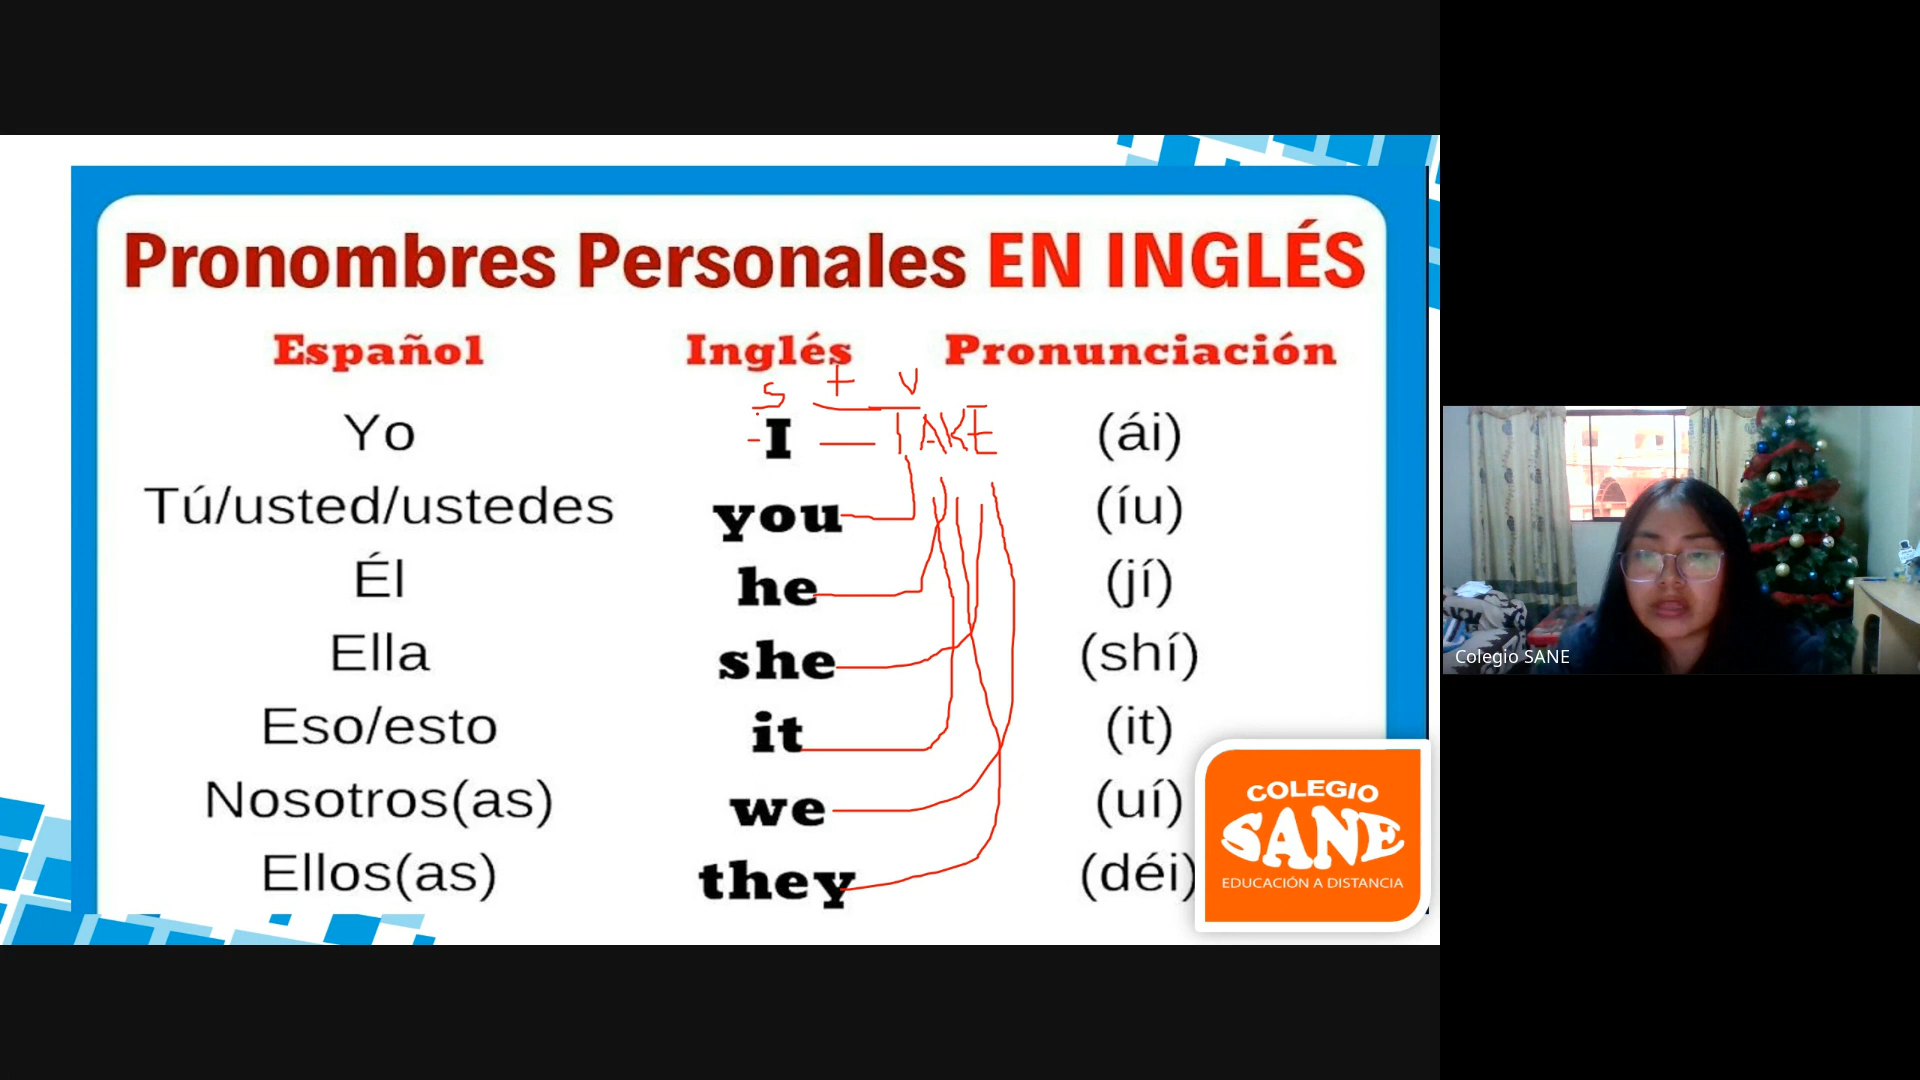 Pronombres Personales EN INGLÉS
Español Inglés Pronunciación
S + V
Yo I TAKE (ái)
Tú/usted/ustedes you (íu)
Él he (jí)
Ella she (shí)
Eso/esto it (it)
Nosotros(as) we (uí)
Ellos(as) they (déi)
COLEGIO
SANE
EDUCACIÓN A DISTANCIA
Colegio SANE